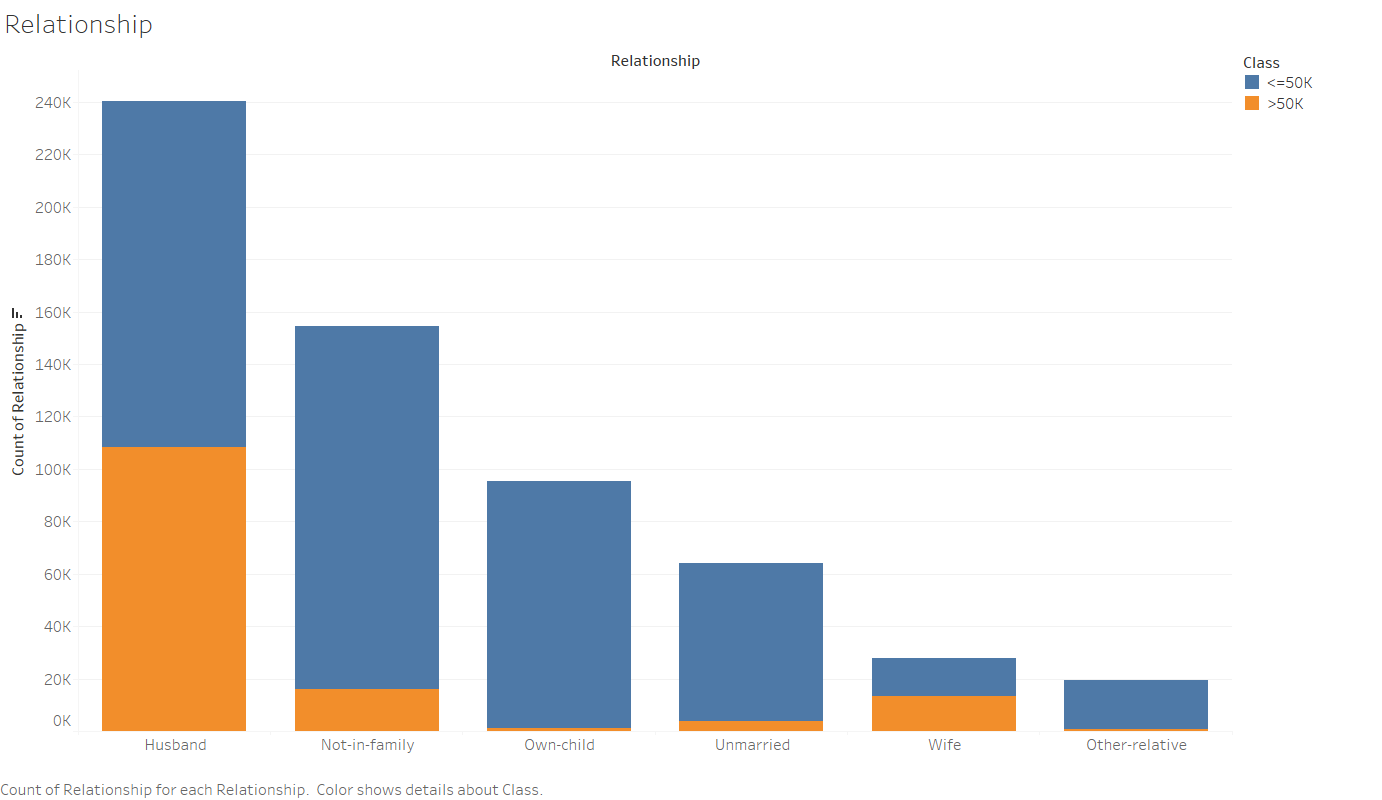 Relationship
Relationship
Class
<=50K
>50K
Count of Relationship
240K
220K
200K
180K
160K
140K
120K
100K
80K
60K
40K
20K
0K
Husband Not-in-family Own-child Unmarried Wife Other-relative
Count of Relationship for each Relationship. Color shows details about Class.